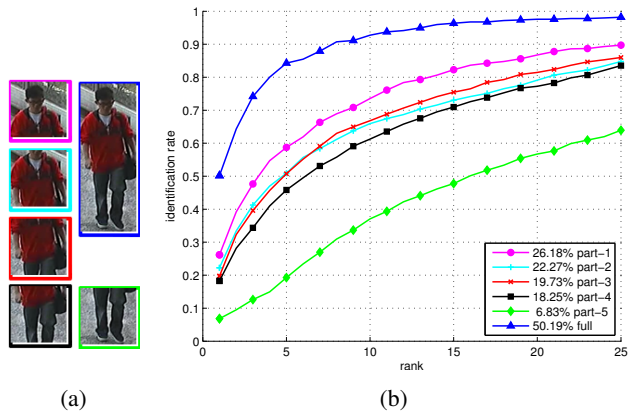 1
0.9
0.8
0.7
0.6
0.5
0.4
0.3
0.2
0.1
0
identification rate
26.18% part-1
22.27% part-2
19.73% part-3
18.25% part-4
6.83% part-5
50.19% full
0 5 10 15 20 25
rank
(a) (b)